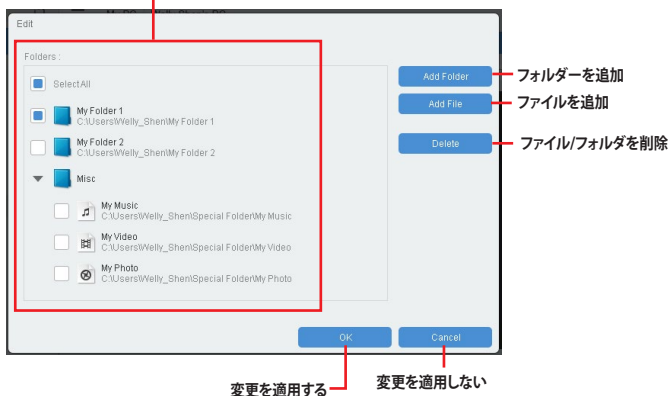 Edit
Folders :
SelectAll
My Folder 1
C:\Users\Welly_Shen\My Folder 1
My Folder 2
C:\Users\Welly_Shen\My Folder 2
Misc
My Music
C:\Users\Welly_Shen\Special Folder\My Music
My Video
C:\Users\Welly_Shen\Special Folder\My Video
My Photo
C:\Users\Welly_Shen\Special Folder\My Photo
Add Folder
フォルダーを追加
Add File
ファイルを追加
Delete
ファイル/フォルダを削除
OK
Cancel
変更を適用する
変更を適用しない